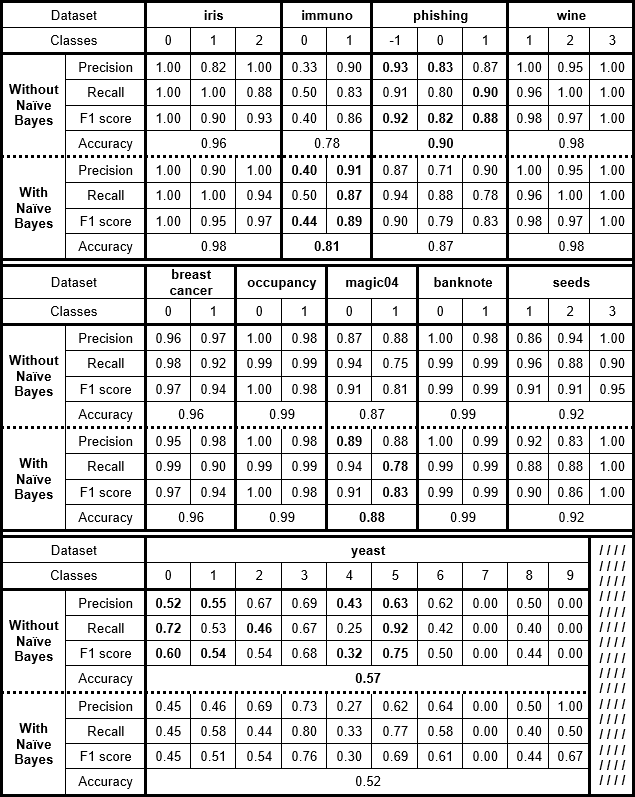 Dataset iris immuno phishing wine
Classes 0 1 2 0 1 -1 0 1 1 2 3
Without Naïve Bayes
Precision 1.00 0.82 1.00 0.33 0.90 0.93 0.83 0.87 1.00 0.95 1.00
Recall 1.00 1.00 0.88 0.50 0.83 0.91 0.80 0.90 0.96 1.00 1.00
F1 score 1.00 0.90 0.93 0.40 0.86 0.92 0.82 0.88 0.98 0.97 1.00
Accuracy 0.96 0.78 0.90 0.98
With Naïve Bayes
Precision 1.00 0.90 1.00 0.40 0.91 0.87 0.71 0.90 1.00 0.95 1.00
Recall 1.00 1.00 0.94 0.50 0.87 0.94 0.88 0.78 0.96 1.00 1.00
F1 score 1.00 0.95 0.97 0.44 0.89 0.90 0.79 0.83 0.98 0.97 1.00
Accuracy 0.98 0.81 0.87 0.98
Dataset breast cancer occupancy magic04 banknote seeds
Classes 0 1 0 1 0 1 0 1 1 2 3
Without Naïve Bayes
Precision 0.96 0.97 1.00 0.98 0.87 0.88 1.00 0.98 0.86 0.94 1.00
Recall 0.98 0.92 0.99 0.99 0.94 0.75 0.99 0.99 0.96 0.88 0.90
F1 score 0.97 0.94 1.00 0.98 0.91 0.81 0.99 0.99 0.91 0.91 0.95
Accuracy 0.96 0.99 0.87 0.99 0.92
With Naïve Bayes
Precision 0.95 0.98 1.00 0.98 0.89 0.88 1.00 0.99 0.92 0.83 1.00
Recall 0.99 0.90 0.99 0.99 0.94 0.78 0.99 0.99 0.88 0.88 1.00
F1 score 0.97 0.94 1.00 0.98 0.91 0.83 0.99 0.99 0.90 0.86 1.00
Accuracy 0.96 0.99 0.88 0.99 0.92
Dataset yeast
Classes 0 1 2 3 4 5 6 7 8 9
Without Naïve Bayes
Precision 0.52 0.55 0.67 0.69 0.43 0.63 0.62 0.00 0.50 0.00
Recall 0.72 0.53 0.46 0.67 0.25 0.92 0.42 0.00 0.40 0.00
F1 score 0.60 0.54 0.54 0.68 0.32 0.75 0.50 0.00 0.44 0.00
Accuracy 0.57
With Naïve Bayes
Precision 0.45 0.46 0.69 0.73 0.27 0.62 0.64 0.00 0.50 1.00
Recall 0.45 0.58 0.44 0.80 0.33 0.77 0.58 0.00 0.40 0.50
F1 score 0.45 0.51 0.54 0.76 0.30 0.69 0.61 0.00 0.44 0.67
Accuracy 0.52